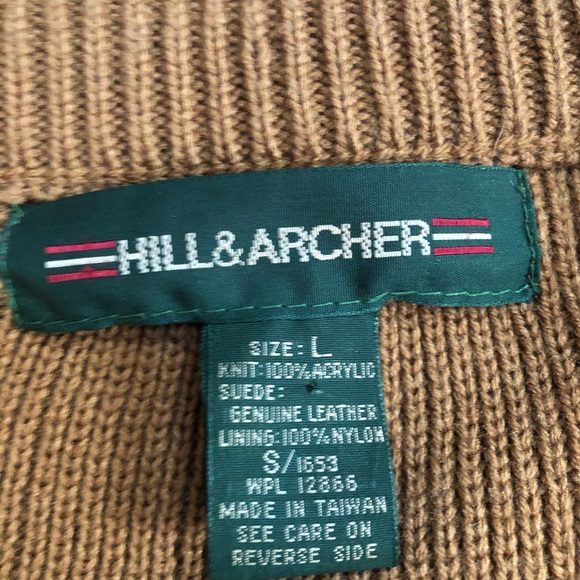 HILL&ARCHER
SIZE: L
KNIT: 100% ACRYLIC
SUEDE:
GENUINE LEATHER
LINING: 100% NYLON
S/1653
WPL 12866
MADE IN TAIWAN
SEE CARE ON
REVERSE SIDE